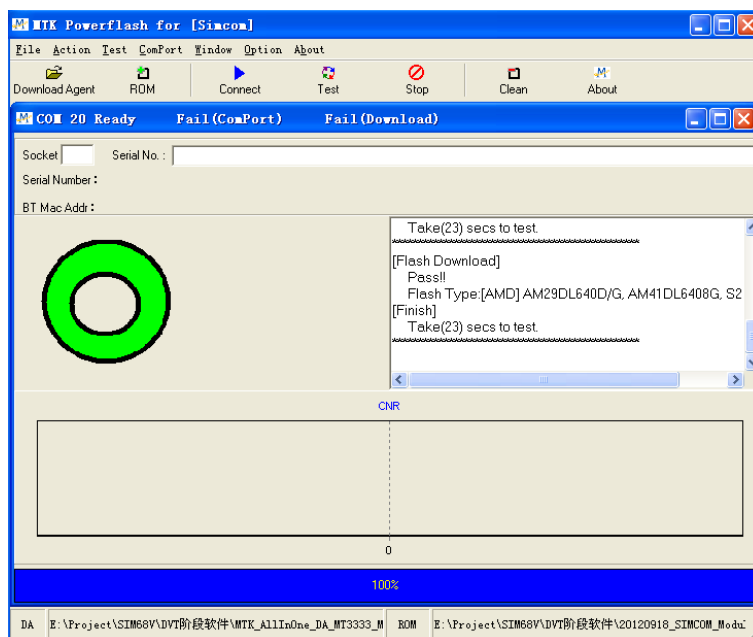 MTK Powerflash for [Simcom]
File Action Test ComPort Window Option About
Download Agent ROM Connect Test Stop Clean About
COM 20 Ready Fail(ComPort) Fail(Download)
Socket Serial No. :
Serial Number :
BT Mac Addr :
Take(23) secs to test.
****************************************************
[Flash Download]
Pass!!
Flash Type:[AMD] AM29DL640D/G, AM41DL6408G, S2
[Finish]
Take(23) secs to test.
****************************************************
CNR
0
100%
DA E:\Project\SIM68V\DVT阶段软件\MTK_AllInOne_DA_MT3333_M ROM E:\Project\SIM68V\DVT阶段软件\20120918_SIMCOM_Modul